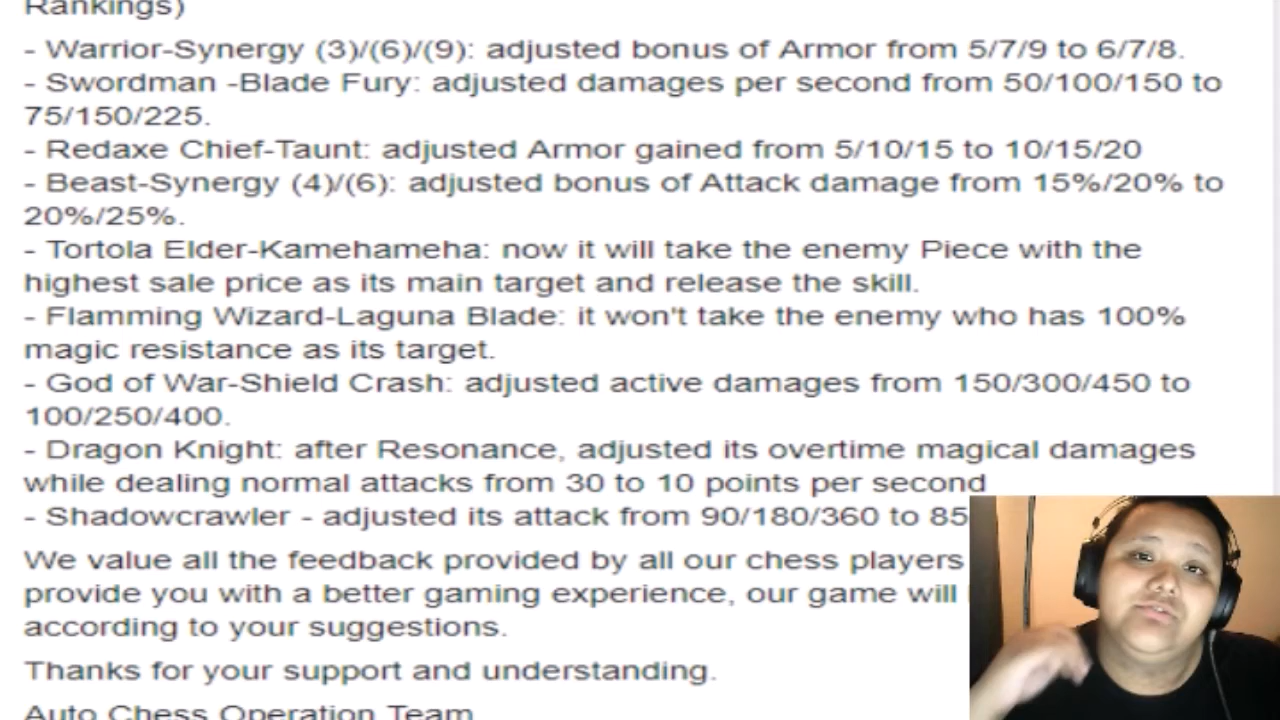 Rankings)
- Warrior-Synergy (3)/(6)/(9): adjusted bonus of Armor from 5/7/9 to 6/7/8.
- Swordman -Blade Fury: adjusted damages per second from 50/100/150 to
75/150/225.
- Redaxe Chief-Taunt: adjusted Armor gained from 5/10/15 to 10/15/20
- Beast-Synergy (4)/(6): adjusted bonus of Attack damage from 15%/20% to
20%/25%.
- Tortola Elder-Kamehameha: now it will take the enemy Piece with the
highest sale price as its main target and release the skill.
- Flamming Wizard-Laguna Blade: it won't take the enemy who has 100%
magic resistance as its target.
- God of War-Shield Crash: adjusted active damages from 150/300/450 to
100/250/400.
- Dragon Knight: after Resonance, adjusted its overtime magical damages
while dealing normal attacks from 30 to 10 points per second
- Shadowcrawler - adjusted its attack from 90/180/360 to 85
We value all the feedback provided by all our chess players
provide you with a better gaming experience, our game will
according to your suggestions.
Thanks for your support and understanding.
Auto Chess Operation Team